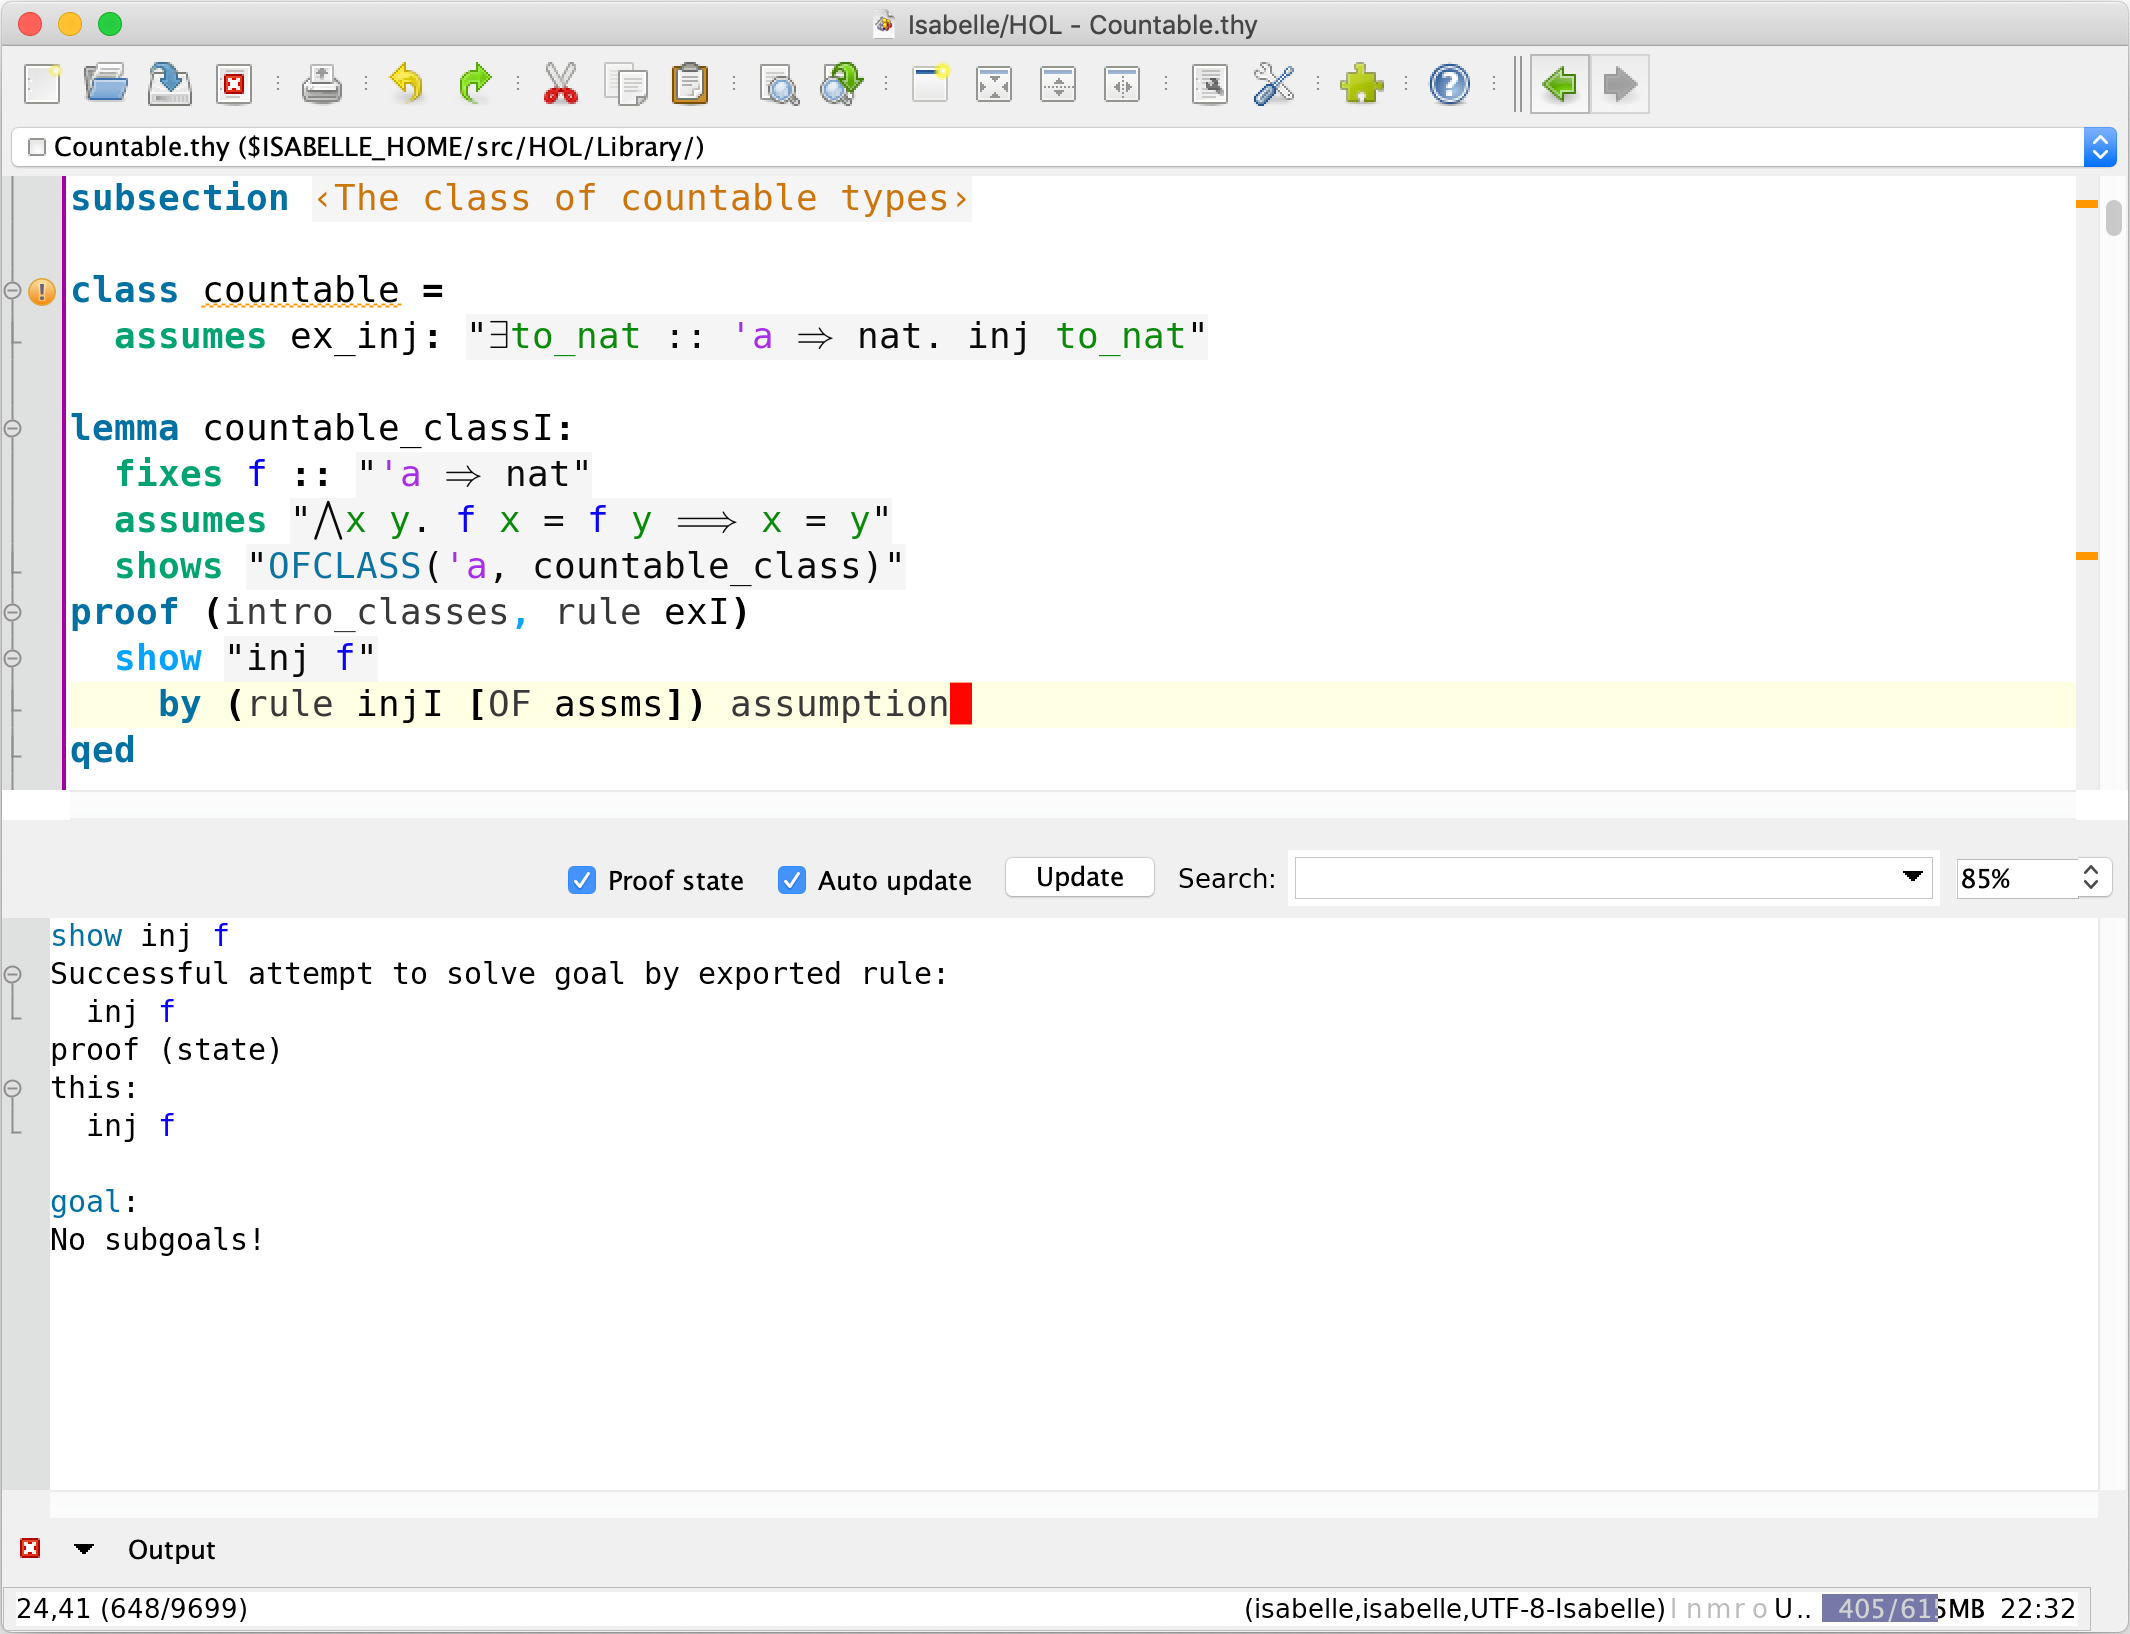 Isabelle/HOL - Countable.thy
Countable.thy ($ISABELLE_HOME/src/HOL/Library/)
subsection ‹The class of countable types›
class countable =
assumes ex_inj: "∃to_nat :: 'a ⇒ nat. inj to_nat"
lemma countable_classI:
fixes f :: "'a ⇒ nat"
assumes "⋀x y. f x = f y ⟹ x = y"
shows "OFCLASS('a, countable_class)"
proof (intro_classes, rule exI)
show "inj f"
by (rule injI [OF assms]) assumption
qed
Proof state Auto update Update Search: 85%
show inj f
Successful attempt to solve goal by exported rule:
inj f
proof (state)
this:
inj f
goal:
No subgoals!
Output
24,41 (648/9699) (isabelle,isabelle,UTF-8-Isabelle) l n m r o U.. 405/615MB 22:32